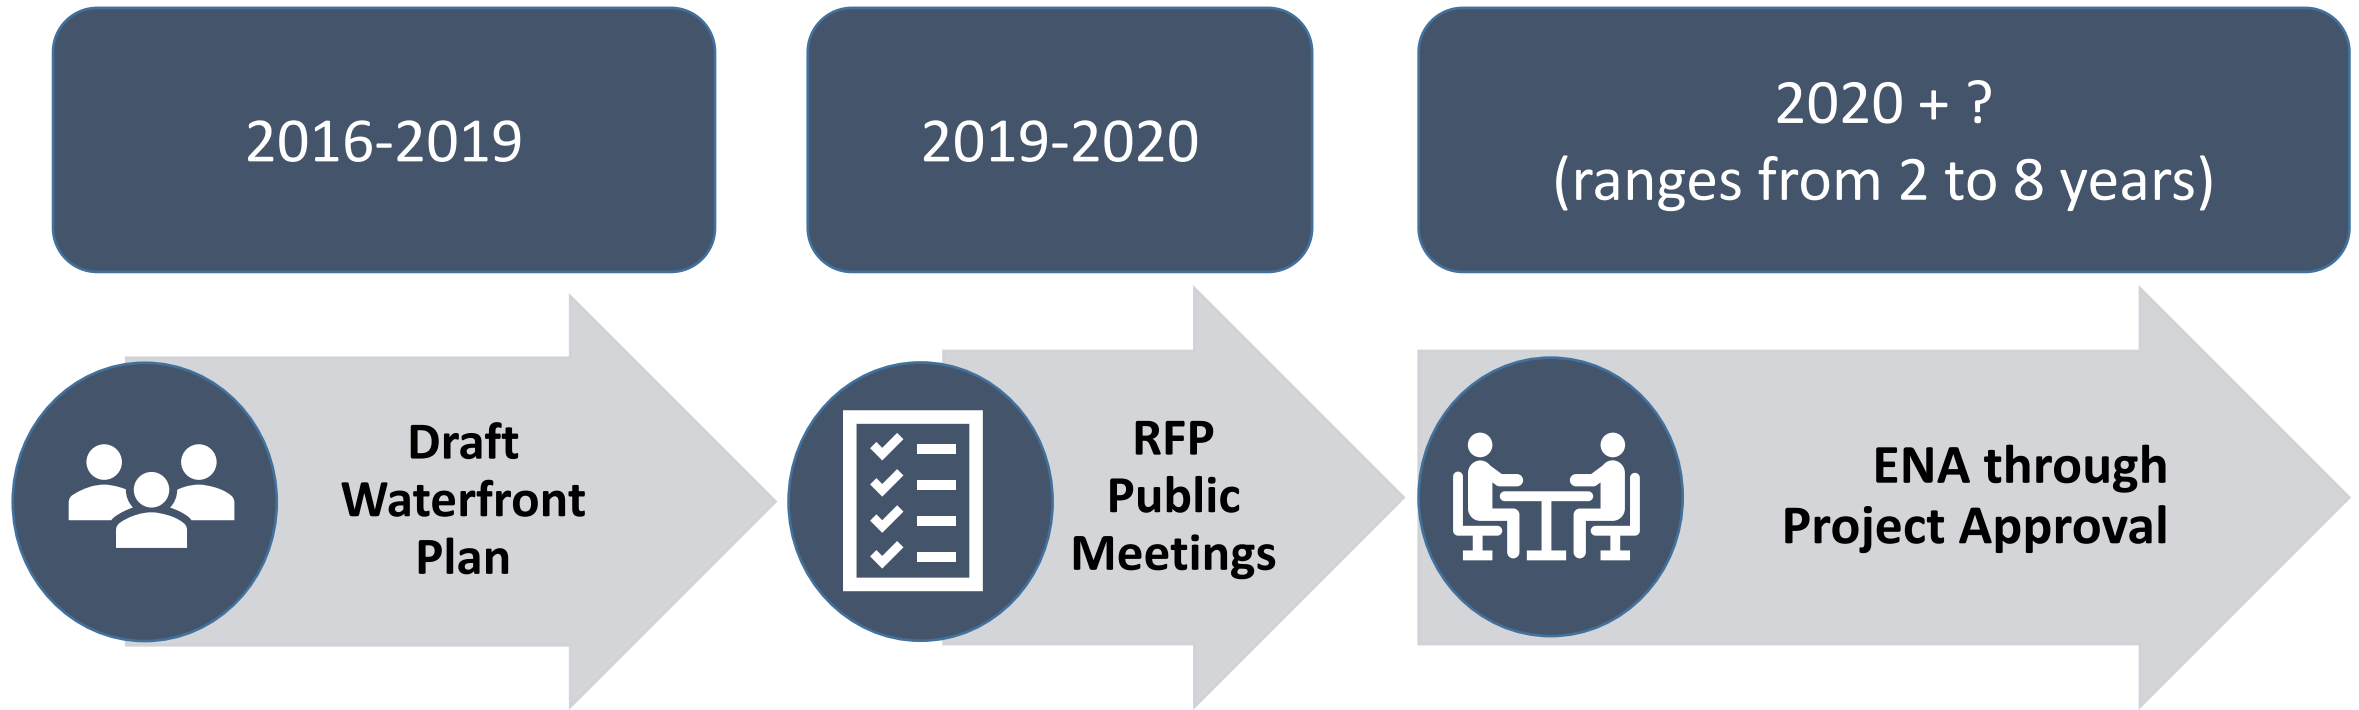 2016-2019
2019-2020
2020 + ?
(ranges from 2 to 8 years)
Draft
Waterfront
Plan
RFP
Public
Meetings
ENA through
Project Approval